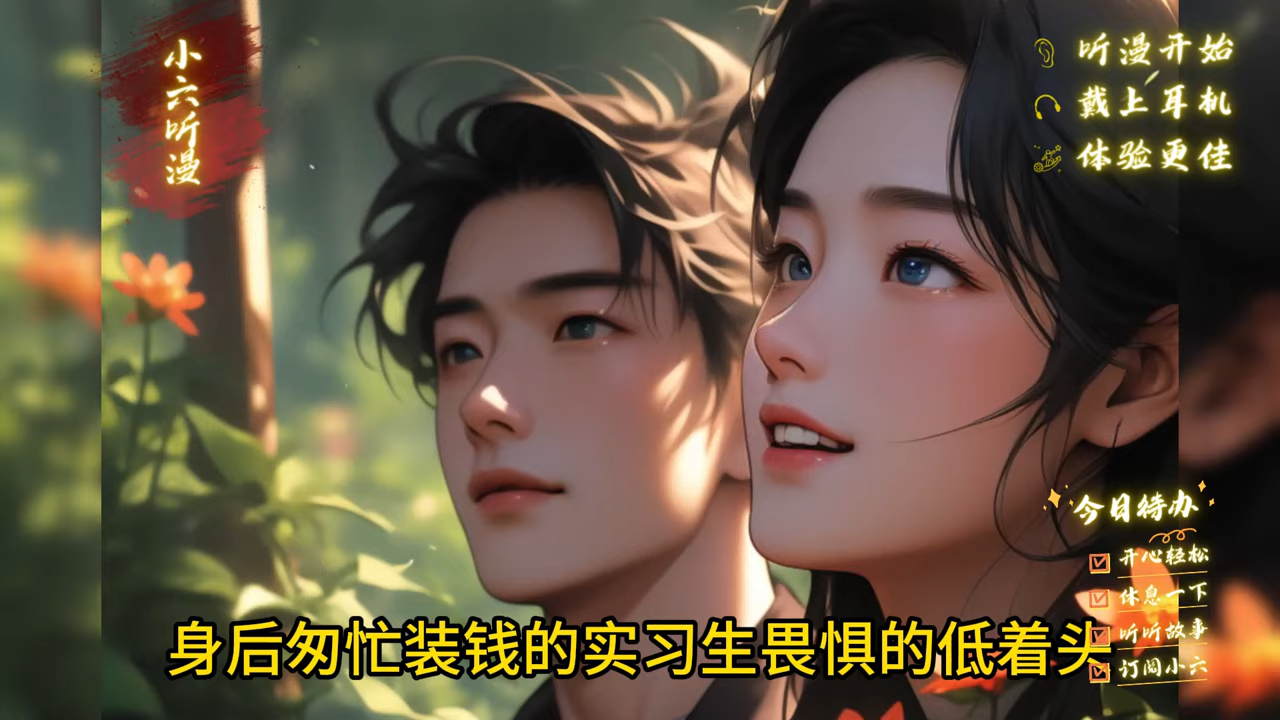 小六听漫
听漫开始
戴上耳机
体验更佳
今日待办
开心轻松
休息一下
听听故事
订阅小六
身后匆忙装钱的实习生畏惧的低着头